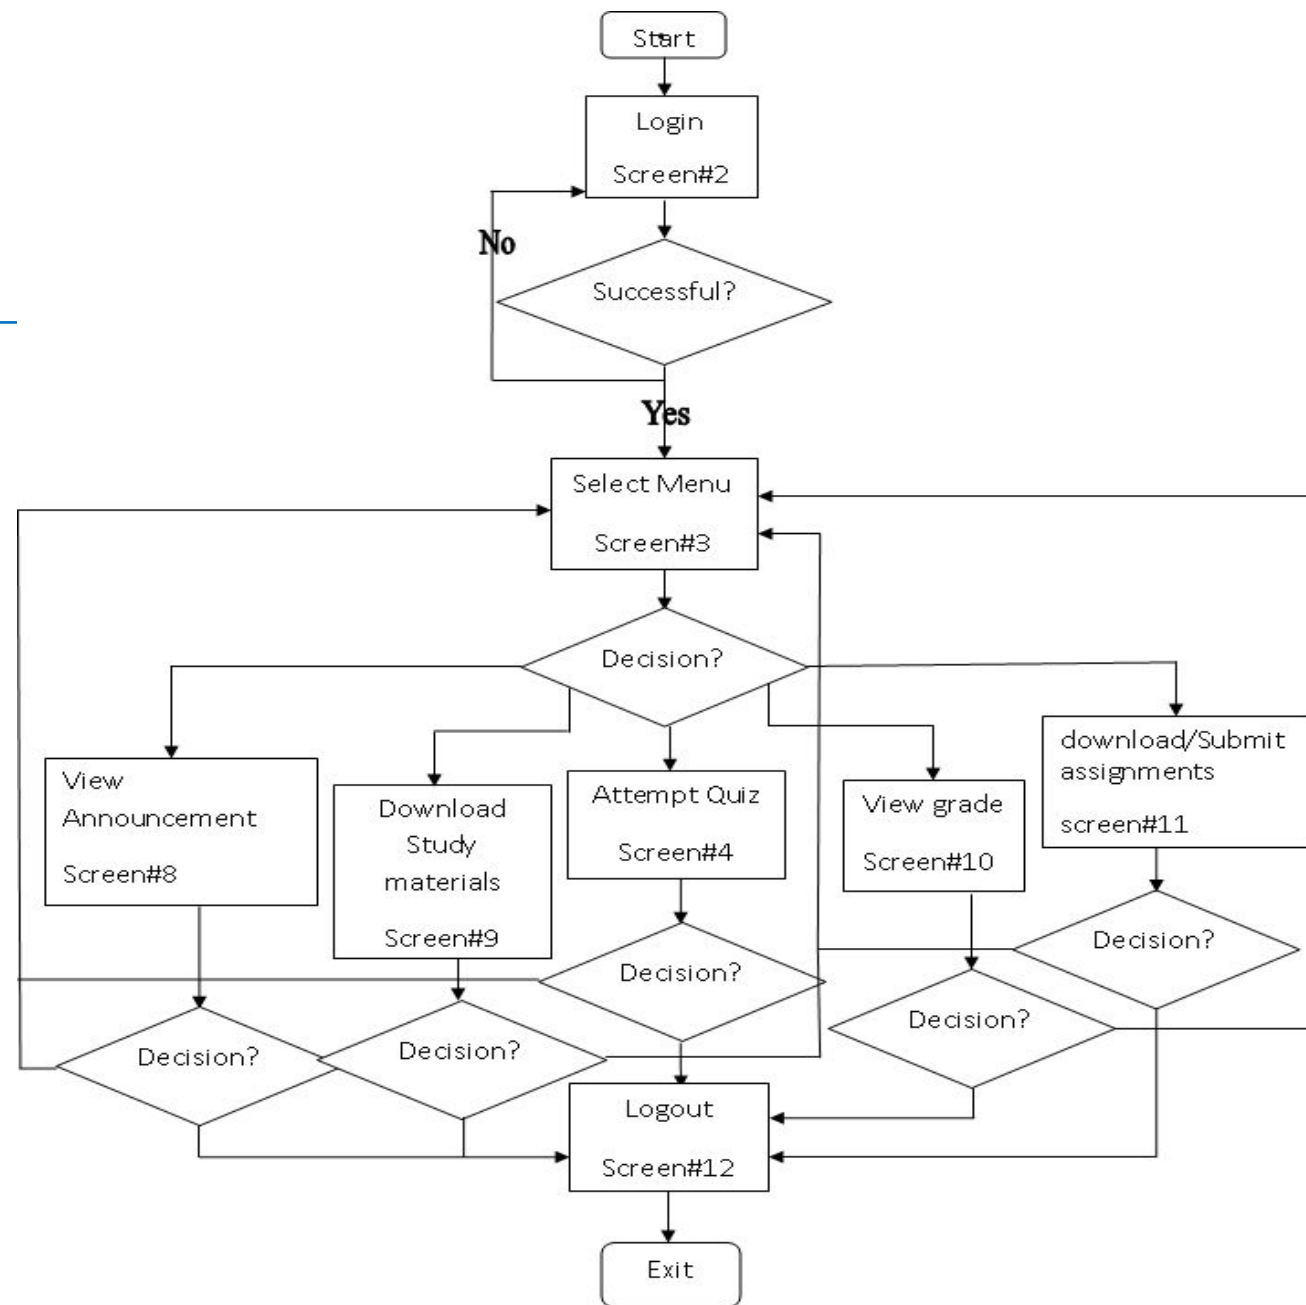 Start
Login
Screen#2
No
Successful?
Yes
Select Menu
Screen#3
Decision?
View
Announcement
Screen#8
Download
Study
materials
Screen#9
Attempt Quiz
Screen#4
View grade
Screen#10
download/Submit
assignments
screen#11
Decision?
Decision?
Decision?
Decision?
Decision?
Logout
Screen#12
Exit